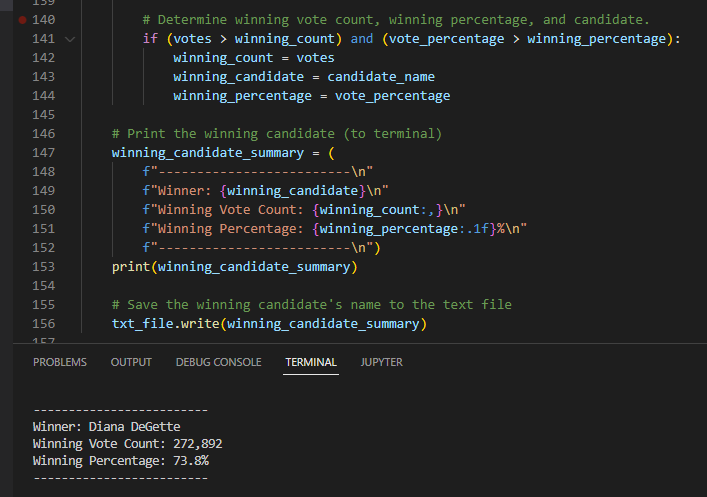 139
140 # Determine winning vote count, winning percentage, and candidate.
141 if (votes > winning_count) and (vote_percentage > winning_percentage):
142 winning_count = votes
143 winning_candidate = candidate_name
144 winning_percentage = vote_percentage
145
146 # Print the winning candidate (to terminal)
147 winning_candidate_summary = (
148 f"-------------------------\n"
149 f"Winner: {winning_candidate}\n"
150 f"Winning Vote Count: {winning_count:,}\n"
151 f"Winning Percentage: {winning_percentage:.1f}%\n"
152 f"-------------------------\n")
153 print(winning_candidate_summary)
154
155 # Save the winning candidate's name to the text file
156 txt_file.write(winning_candidate_summary)
157
PROBLEMS OUTPUT DEBUG CONSOLE TERMINAL JUPYTER
-------------------------
Winner: Diana DeGette
Winning Vote Count: 272,892
Winning Percentage: 73.8%
-------------------------